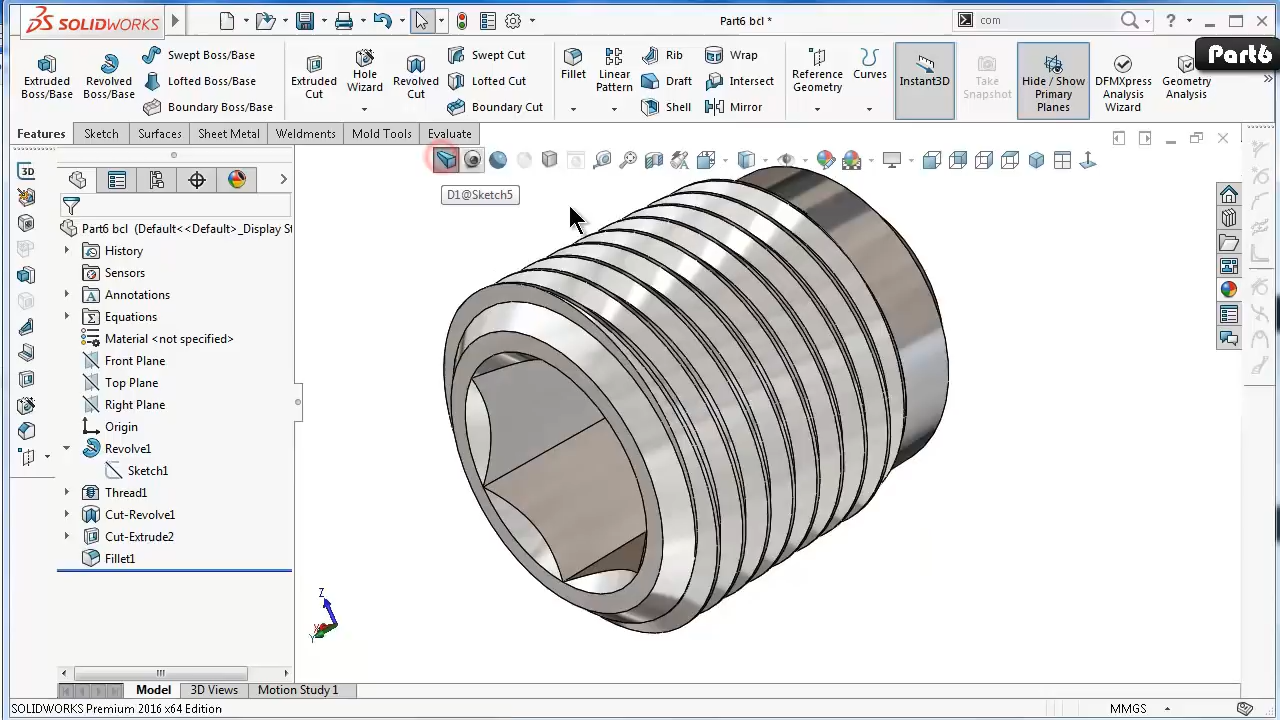 SOLIDWORKS
Part6 bcl *
com
?
Part6
Extruded
Boss/Base
Revolved
Boss/Base
Swept Boss/Base
Lofted Boss/Base
Boundary Boss/Base
Extruded
Cut
Hole
Wizard
Revolved
Cut
Swept Cut
Lofted Cut
Boundary Cut
Fillet
Linear
Pattern
Rib
Draft
Shell
Wrap
Intersect
Mirror
Reference
Geometry
Curves
Instant3D
Take
Snapshot
Hide / Show
Primary
Planes
DFMXpress
Analysis
Wizard
Geometry
Analysis
Features
Sketch
Surfaces
Sheet Metal
Weldments
Mold Tools
Evaluate
3D
D1@Sketch5
Part6 bcl (Default<<Default>_Display St
History
Sensors
Annotations
Equations
Material <not specified>
Front Plane
Top Plane
Right Plane
Origin
Revolve1
Sketch1
Thread1
Cut-Revolve1
Cut-Extrude2
Fillet1
Z
X
Y
Model
3D Views
Motion Study 1
SOLIDWORKS Premium 2016 x64 Edition
MMGS